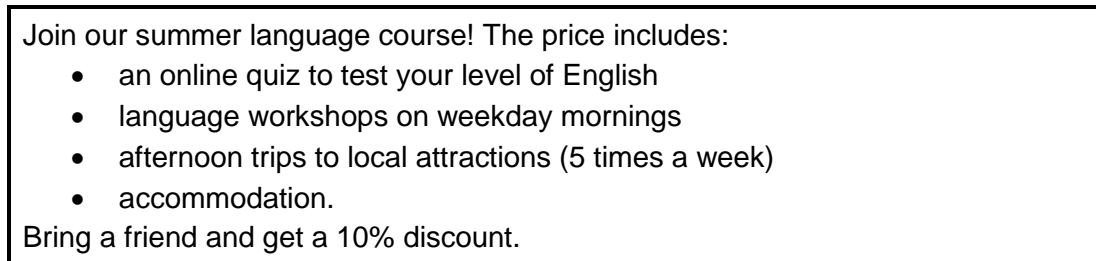 Join our summer language course! The price includes:
• an online quiz to test your level of English
• language workshops on weekday mornings
• afternoon trips to local attractions (5 times a week)
• accommodation.
Bring a friend and get a 10% discount.